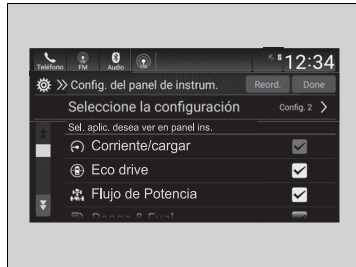 Teléfono FM Audio 12:34
Config. del panel de instrum. Reord. Done
Seleccione la configuración Config. 2
Sel. aplic. desea ver en panel ins.
Corriente/cargar
Eco drive
Flujo de Potencia